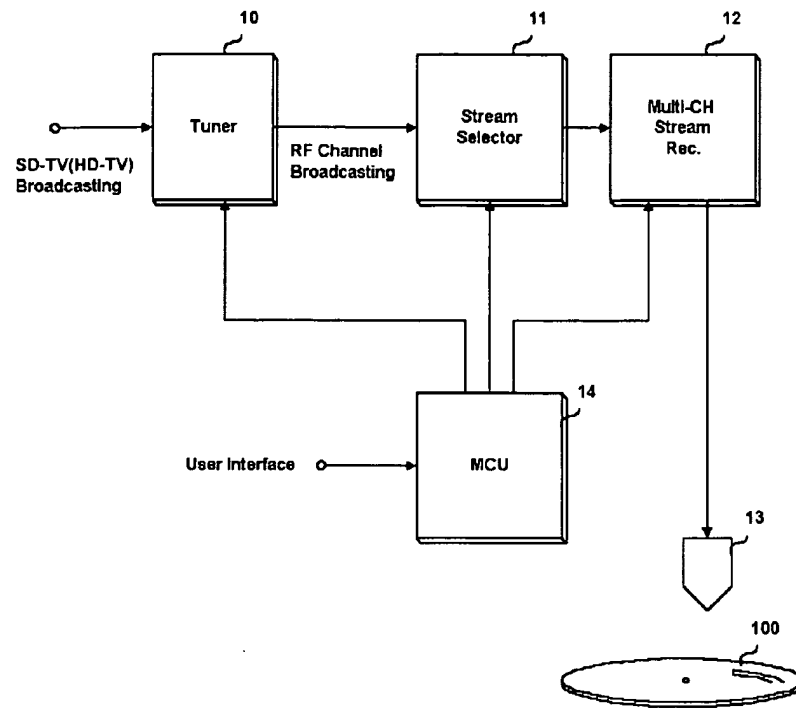 10
11
12
Tuner
Stream
Selector
Multi-CH
Stream
Rec.
SD-TV(HD-TV)
Broadcasting
RF Channel
Broadcasting
14
User Interface
MCU
13
100